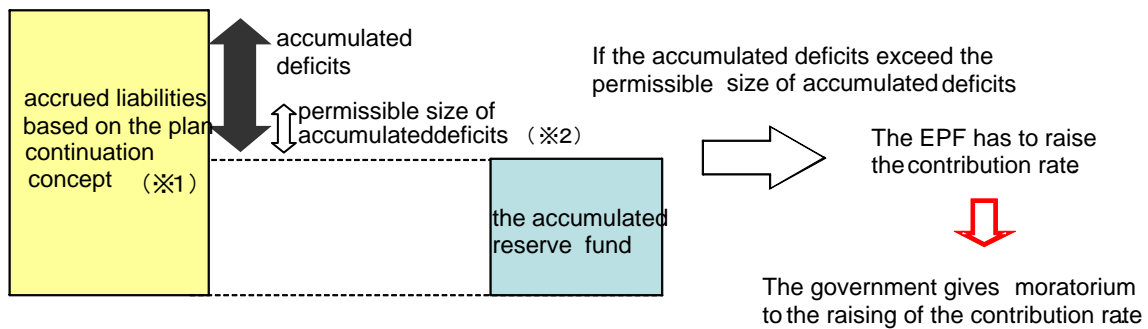 accumulated
deficits
accrued liabilities
based on the plan
continuation
concept （※1）
permissible size of
accumulateddeficits （※2）
the accumulated
reserve fund
If the accumulated deficits exceed the
permissible size of accumulated deficits
The EPF has to raise
the contribution rate
The government gives moratorium
to the raising of the contribution rate.